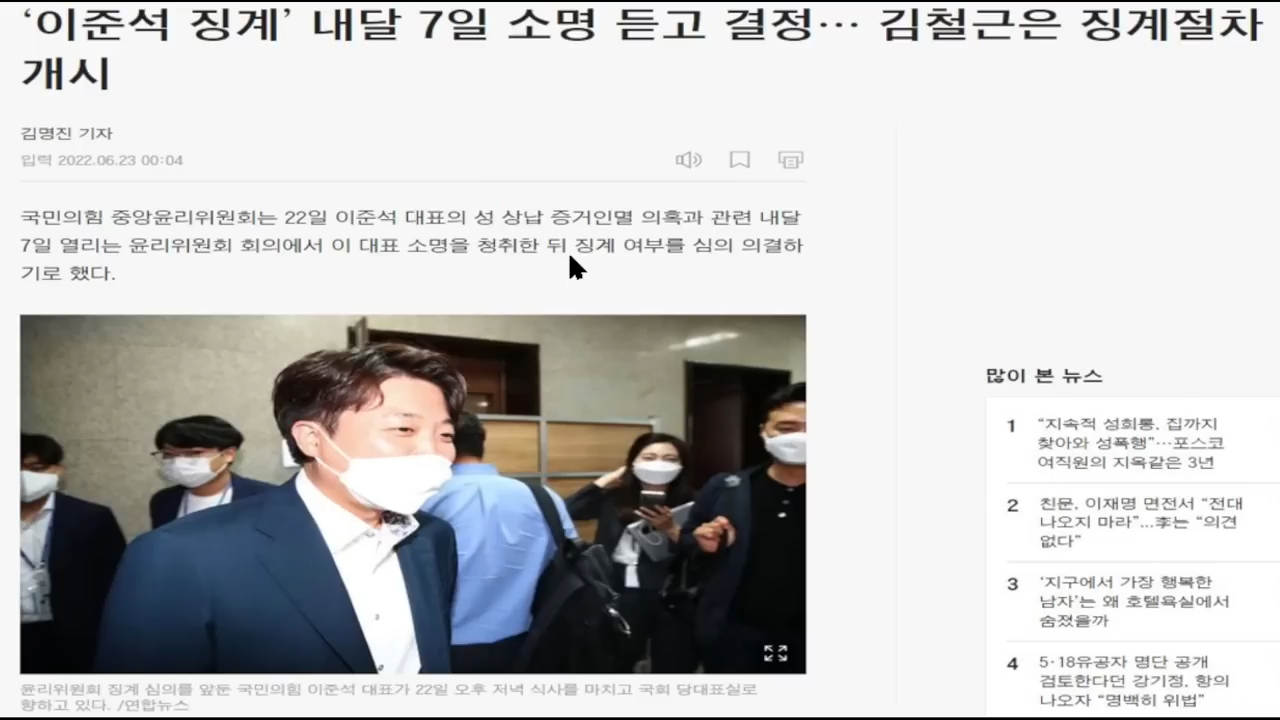 ‘이준석 징계’ 내달 7일 소명 듣고 결정… 김철근은 징계절차
개시
김명진 기자
입력 2022.06.23 00:04
국민의힘 중앙윤리위원회는 22일 이준석 대표의 성 상납 증거인멸 의혹과 관련 내달
7일 열리는 윤리위원회 회의에서 이 대표 소명을 청취한 뒤 징계 여부를 심의 의결하
기로 했다.
윤리위원회 징계 심의를 앞둔 국민의힘 이준석 대표가 22일 오후 저녁 식사를 마치고 국회 당대표실로
향하고 있다. /연합뉴스
많이 본 뉴스
1 “지속적 성희롱, 집까지
찾아와 성폭행”…포스코
여직원의 지옥같은 3년
2 친문, 이재명 면전서 “전대
나오지 마라”...李는 “의견
없다”
3 ‘지구에서 가장 행복한
남자’는 왜 호텔욕실에서
숨졌을까
4 5·18유공자 명단 공개
검토한다던 강기정, 항의
나오자 “명백히 위법”